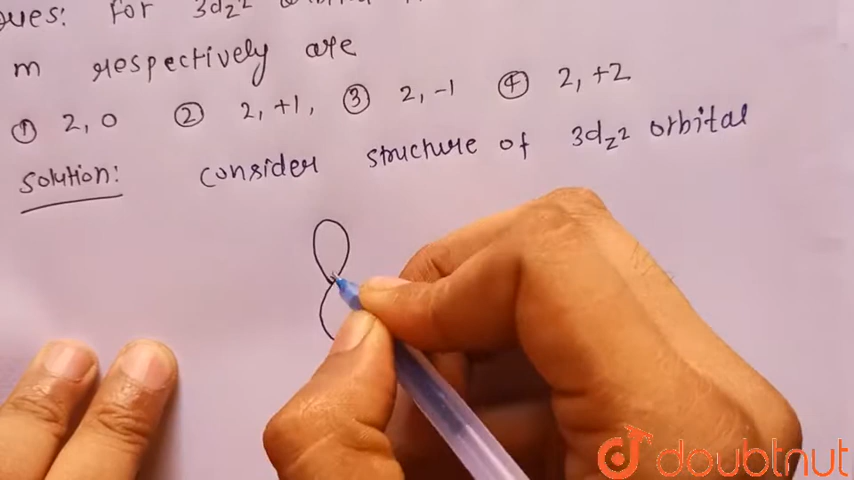 Ques: For 3dz²
m respectively are
① 2, 0 ② 2, +1, ③ 2, -1 ④ 2, +2
Solution: Consider structure of 3dz² orbital
doubtnut